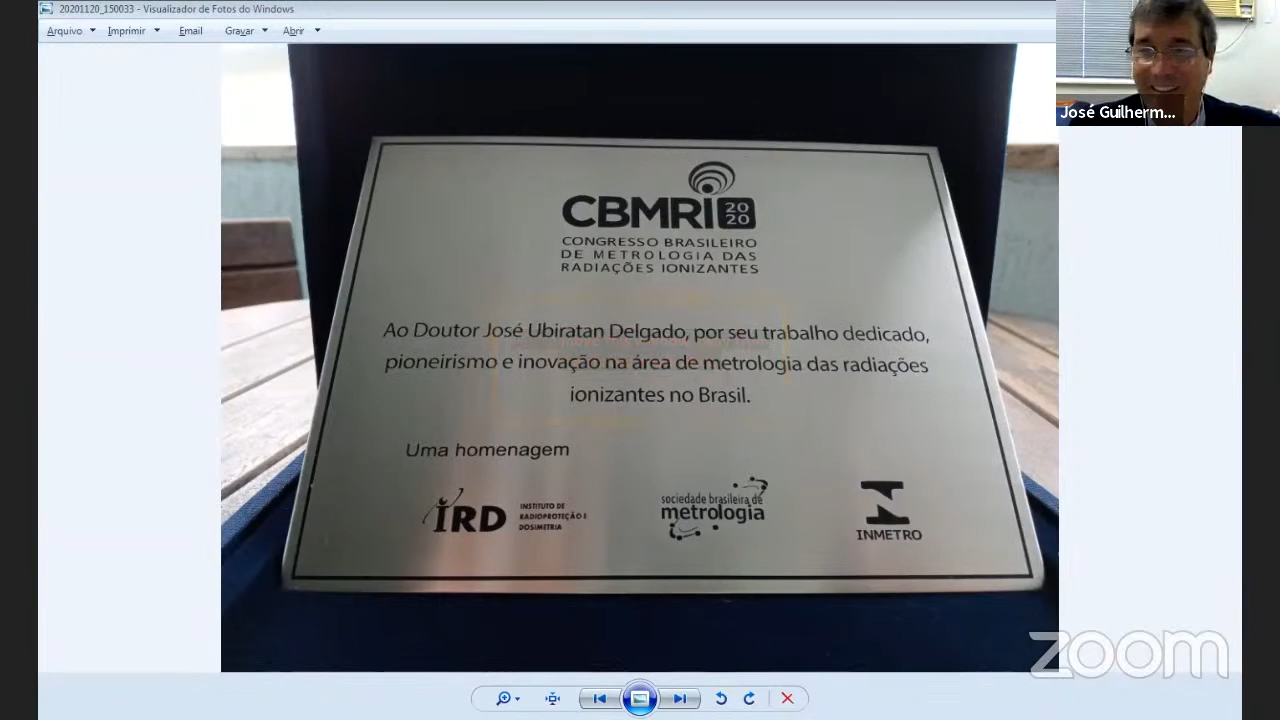 20201120_150033 - Visualizador de Fotos do Windows
Arquivo Imprimir Email Gravar Abrir
José Guilherm...
CBMRI 20
20
CONGRESSO BRASILEIRO
DE METROLOGIA DAS
RADIAÇÕES IONIZANTES
Ao Doutor José Ubiratan Delgado, por seu trabalho dedicado,
pioneirismo e inovação na área de metrologia das radiações
ionizantes no Brasil.
Uma homenagem
IRD INSTITUTO DE
RADIOPROTEÇÃO E
DOSIMETRIA
sociedade brasileira de
metrologia
INMETRO
zoom